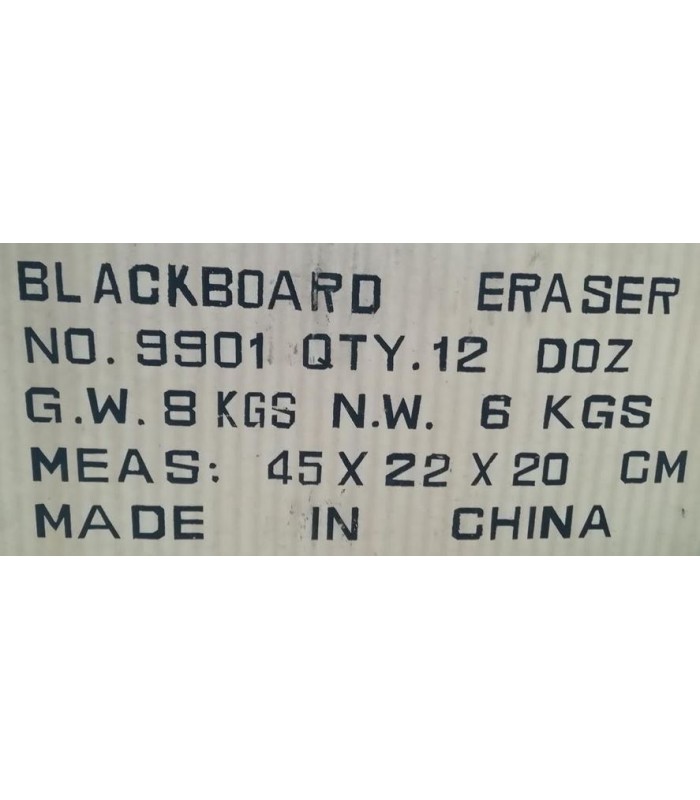 BLACKBOARD ERASER
NO. 9901 QTY.12 DOZ
G.W. 8 KGS N.W. 6 KGS
MEAS: 45 X 22 X 20 CM
MADE IN CHINA